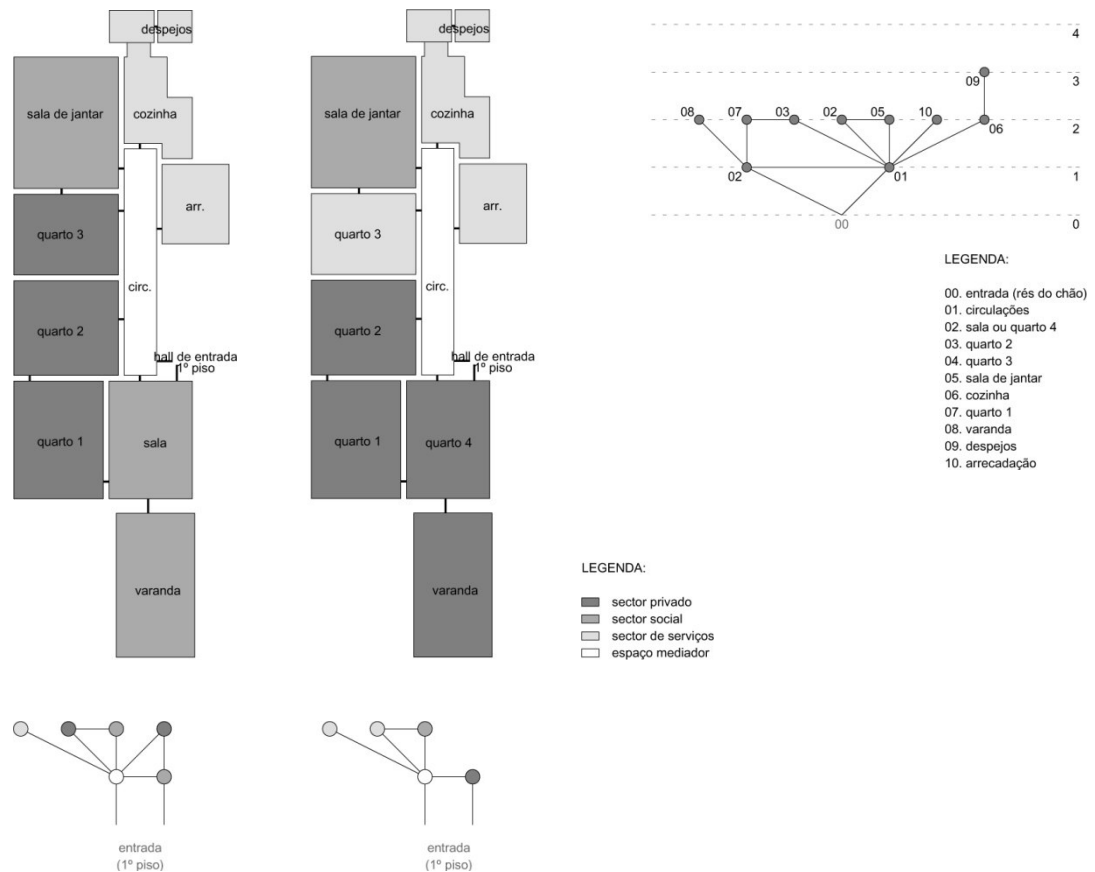 despejos
sala de jantar
cozinha
arr.
quarto 3
circ.
quarto 2
hall de entrada
1º piso
quarto 1
sala
varanda
entrada
(1º piso)
despejos
sala de jantar
cozinha
arr.
quarto 3
circ.
quarto 2
hall de entrada
1º piso
quarto 1
quarto 4
varanda
entrada
(1º piso)
4
09
3
08 07 03 02 05 10
06
2
02 01
1
00
0
LEGENDA:
00. entrada (rés do chão)
01. circulações
02. sala ou quarto 4
03. quarto 2
04. quarto 3
05. sala de jantar
06. cozinha
07. quarto 1
08. varanda
09. despejos
10. arrecadação
LEGENDA:
sector privado
sector social
sector de serviços
espaço mediador